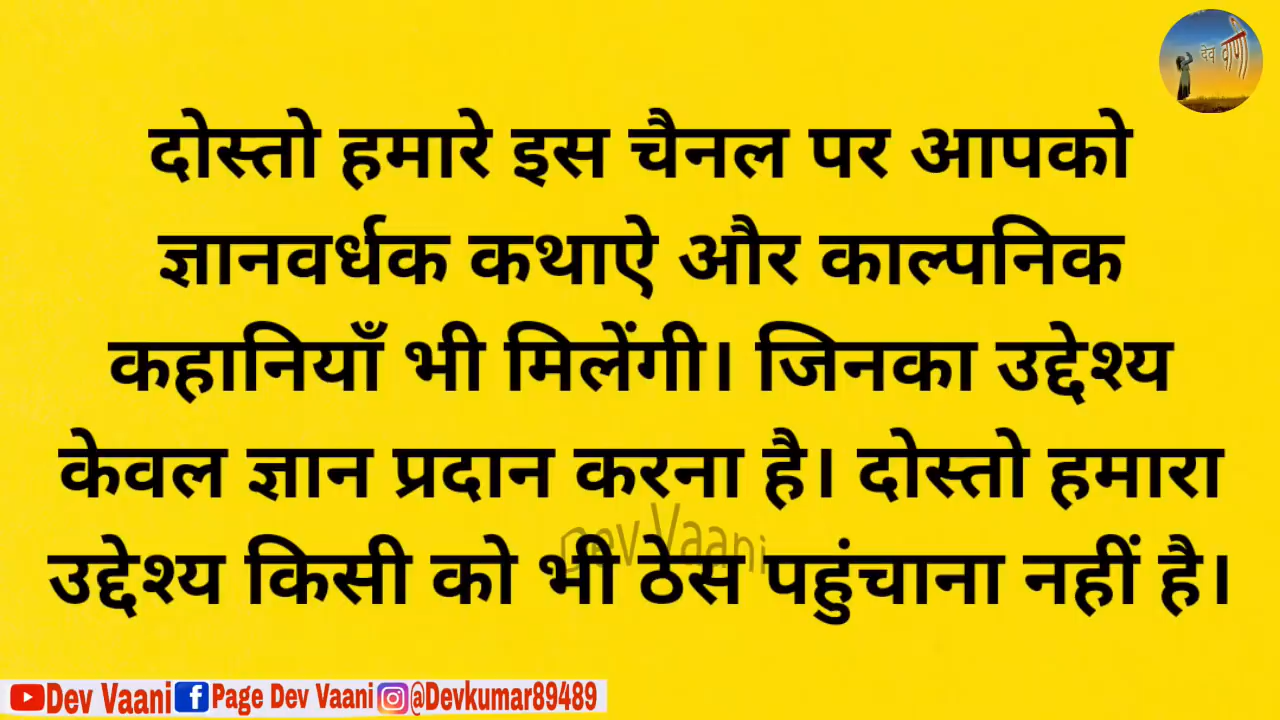 देव वाणी
दोस्तो हमारे इस चैनल पर आपको
ज्ञानवर्धक कथाऐ और काल्पनिक
कहानियाँ भी मिलेंगी। जिनका उद्देश्य
केवल ज्ञान प्रदान करना है। दोस्तो हमारा
Dev Vaani
उद्देश्य किसी को भी ठेस पहुंचाना नहीं है।
Dev Vaani Page Dev Vaani @Devkumar89489